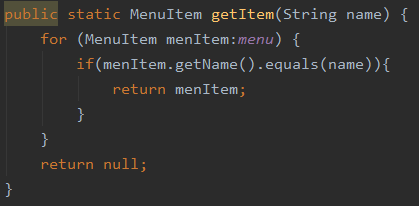 public static MenuItem getItem(String name) {
    for (MenuItem menItem:menu) {
        if(menItem.getName().equals(name)){
            return menItem;
        }
    }
    return null;
}